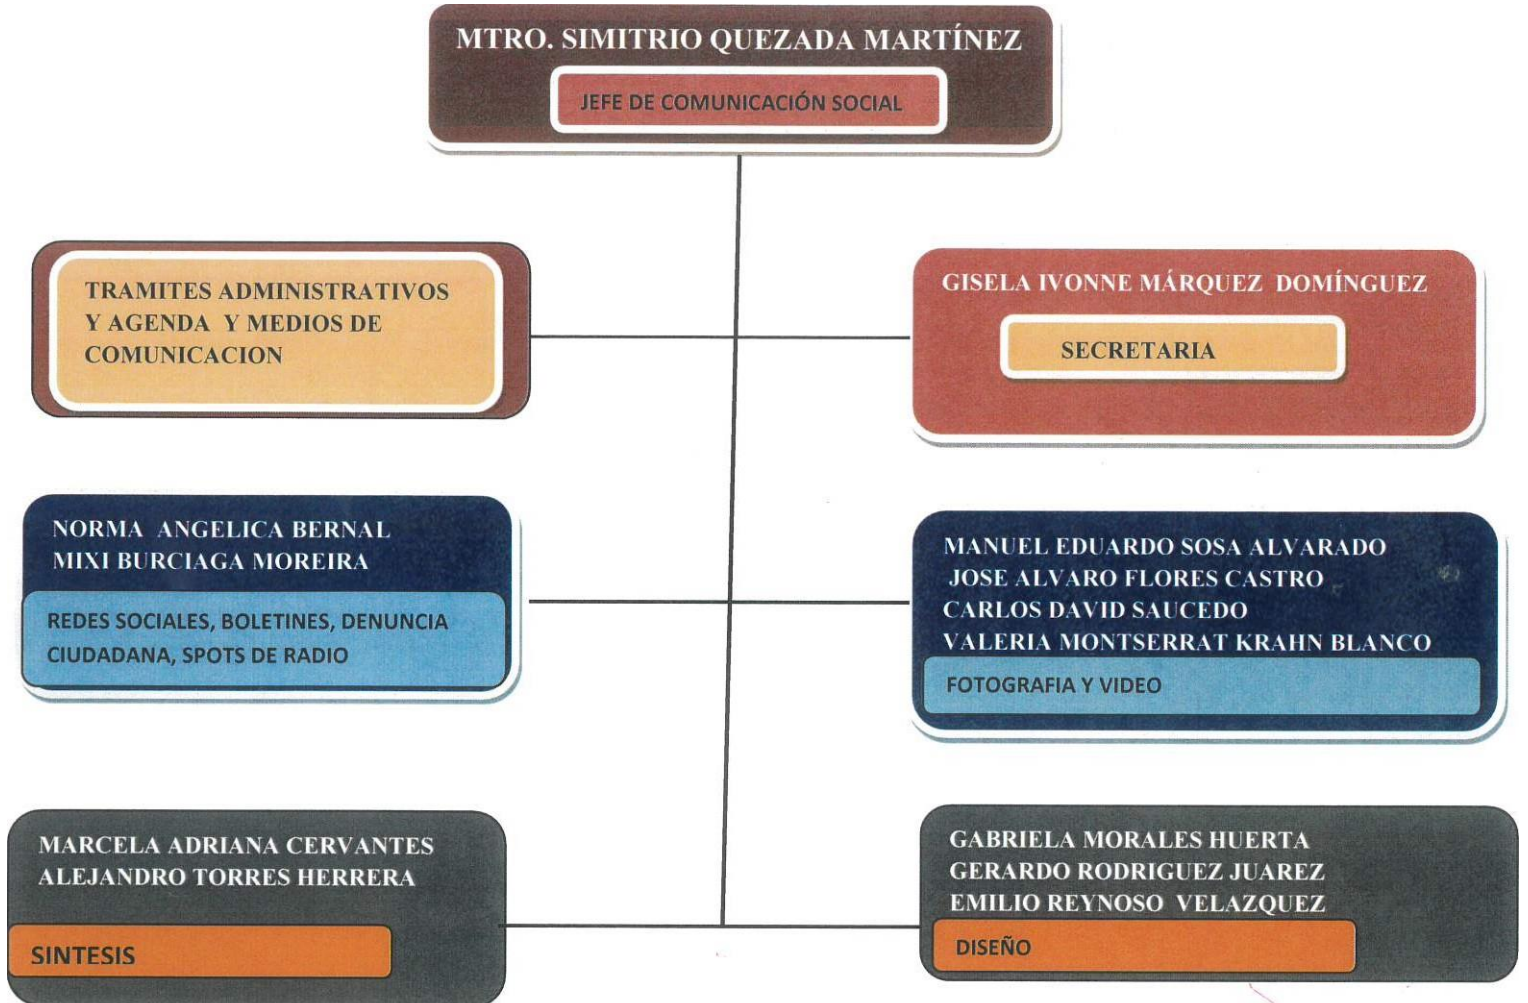 MTRO. SIMITRIO QUEZADA MARTÍNEZ
JEFE DE COMUNICACIÓN SOCIAL
TRAMITES ADMINISTRATIVOS
Y AGENDA Y MEDIOS DE
COMUNICACION
GISELA IVONNE MÁRQUEZ DOMÍNGUEZ
SECRETARIA
NORMA ANGELICA BERNAL
MIXI BURCIAGA MOREIRA
REDES SOCIALES, BOLETINES, DENUNCIA
CIUDADANA, SPOTS DE RADIO
MANUEL EDUARDO SOSA ALVARADO
JOSE ALVARO FLORES CASTRO
CARLOS DAVID SAUCEDO
VALERIA MONTSERRAT KRAHN BLANCO
FOTOGRAFIA Y VIDEO
MARCELA ADRIANA CERVANTES
ALEJANDRO TORRES HERRERA
SINTESIS
GABRIELA MORALES HUERTA
GERARDO RODRIGUEZ JUAREZ
EMILIO REYNOSO VELAZQUEZ
DISEÑO